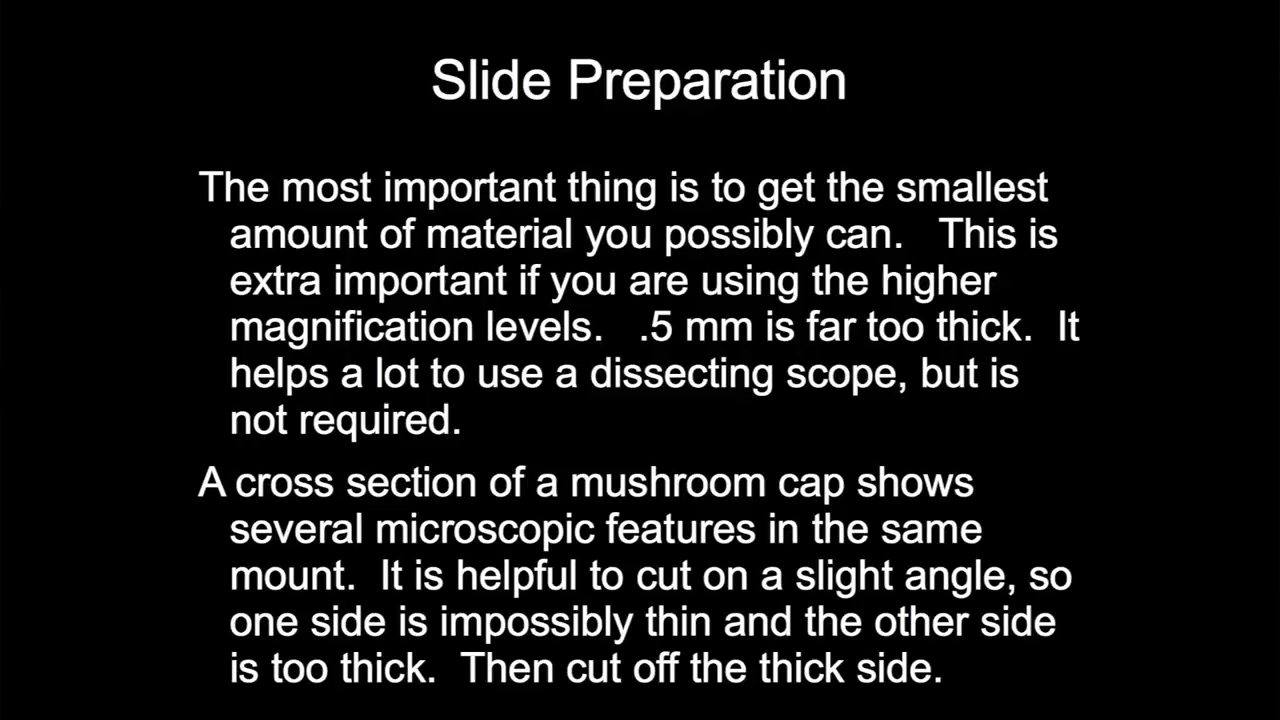 Slide Preparation
The most important thing is to get the smallest
amount of material you possibly can.   This is
extra important if you are using the higher
magnification levels.   .5 mm is far too thick.  It
helps a lot to use a dissecting scope, but is
not required.
A cross section of a mushroom cap shows
several microscopic features in the same
mount.  It is helpful to cut on a slight angle, so
one side is impossibly thin and the other side
is too thick.  Then cut off the thick side.